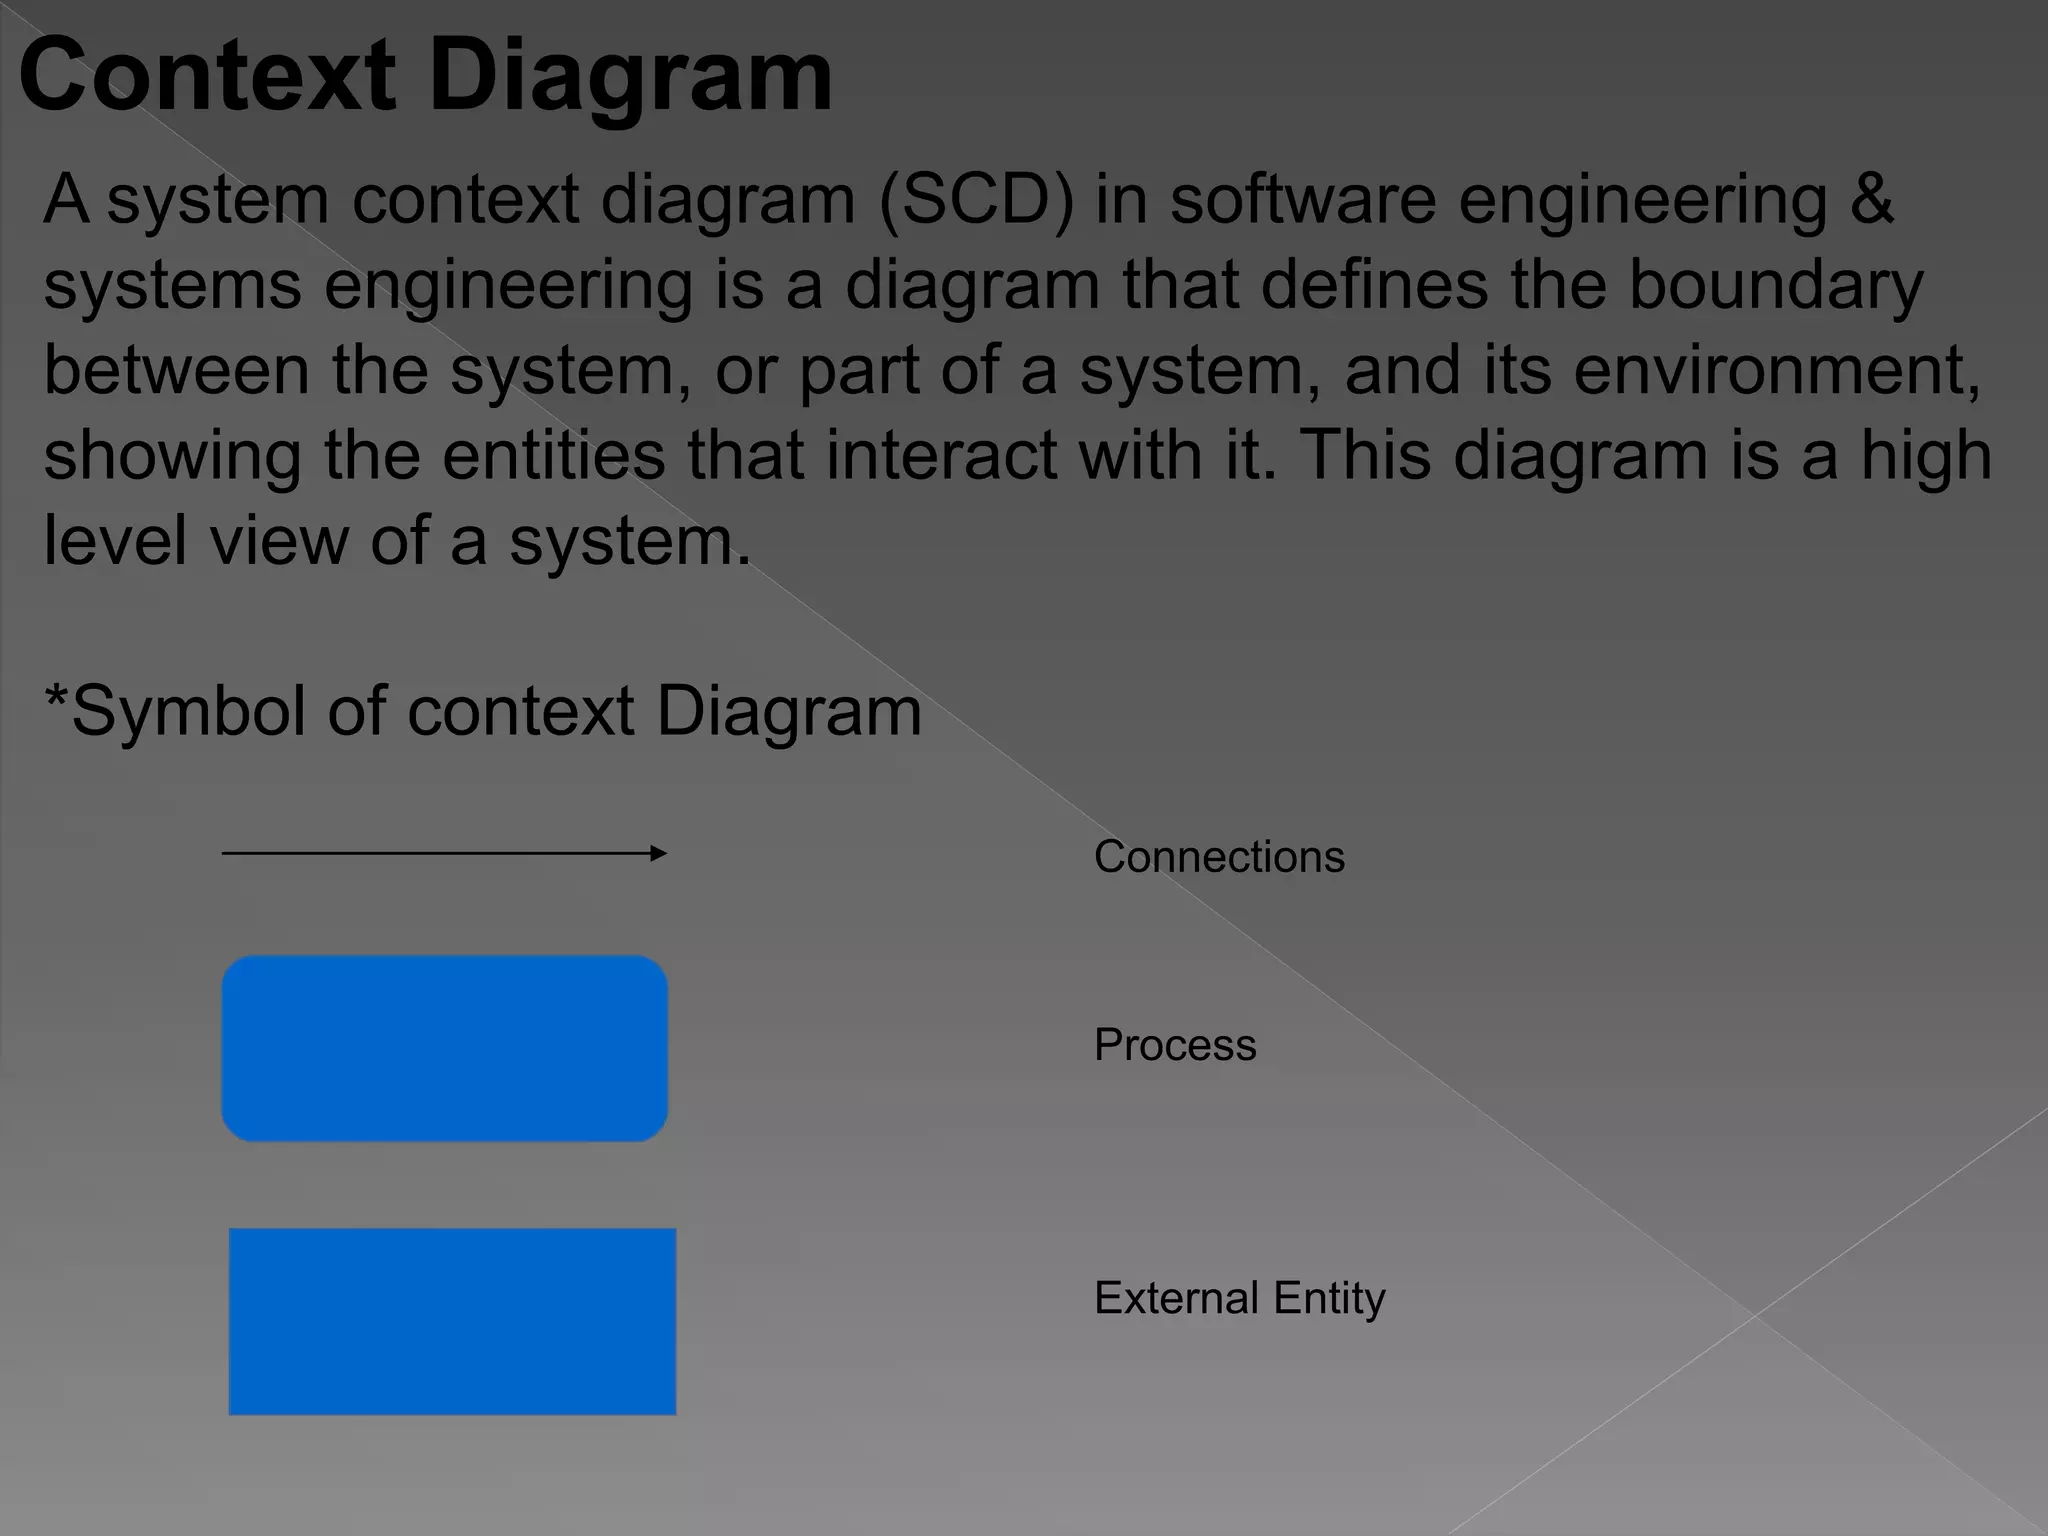 Context Diagram
A system context diagram (SCD) in software engineering &
systems engineering is a diagram that defines the boundary
between the system, or part of a system, and its environment,
showing the entities that interact with it. This diagram is a high
level view of a system.
*Symbol of context Diagram
Connections
Process
External Entity